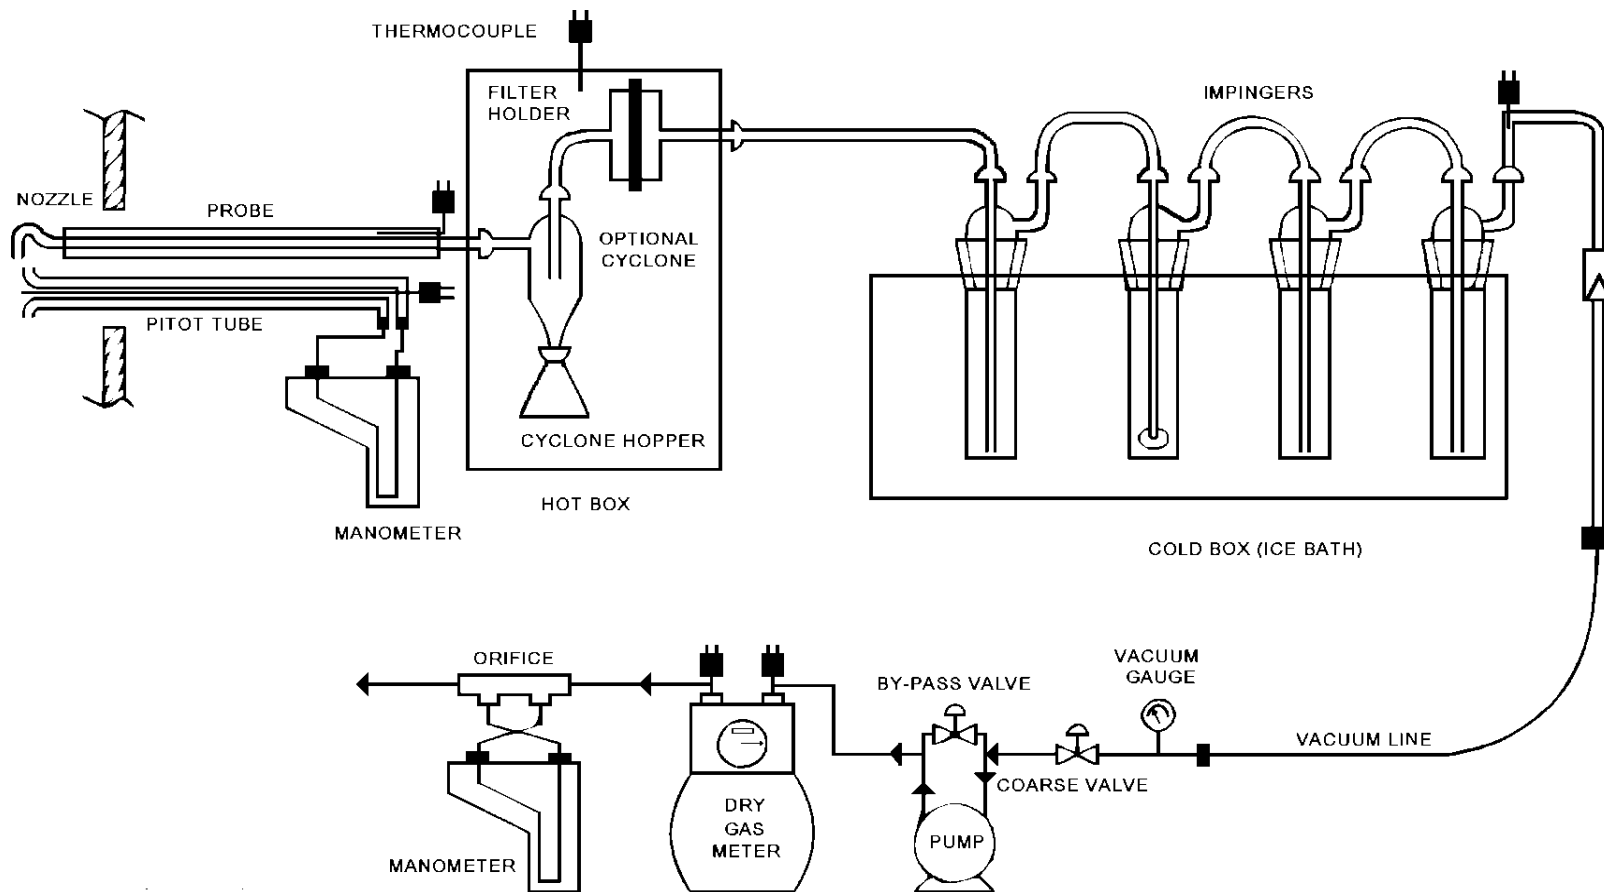 THERMOCOUPLE
FILTER
HOLDER
IMPINGERS
NOZZLE
PROBE
OPTIONAL
CYCLONE
PITOT TUBE
CYCLONE HOPPER
HOT BOX
MANOMETER
COLD BOX (ICE BATH)
ORIFICE
VACUUM
GAUGE
BY-PASS VALVE
VACUUM LINE
COARSE VALVE
DRY
GAS
METER
PUMP
MANOMETER